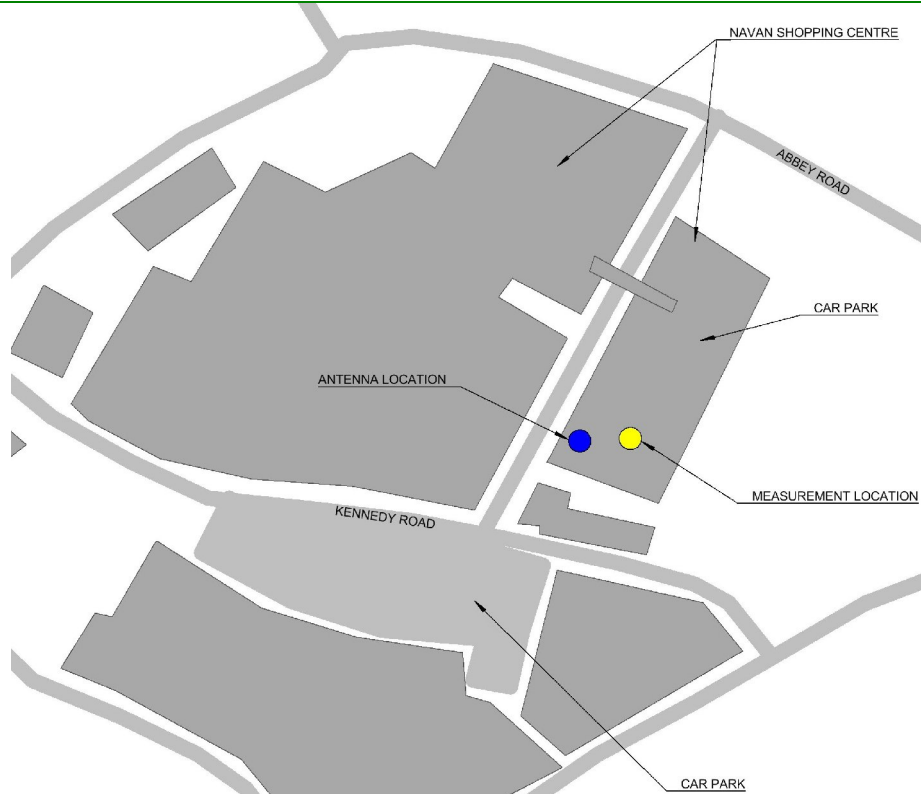 NAVAN SHOPPING CENTRE
ABBEY ROAD
CAR PARK
ANTENNA LOCATION
MEASUREMENT LOCATION
KENNEDY ROAD
CAR PARK